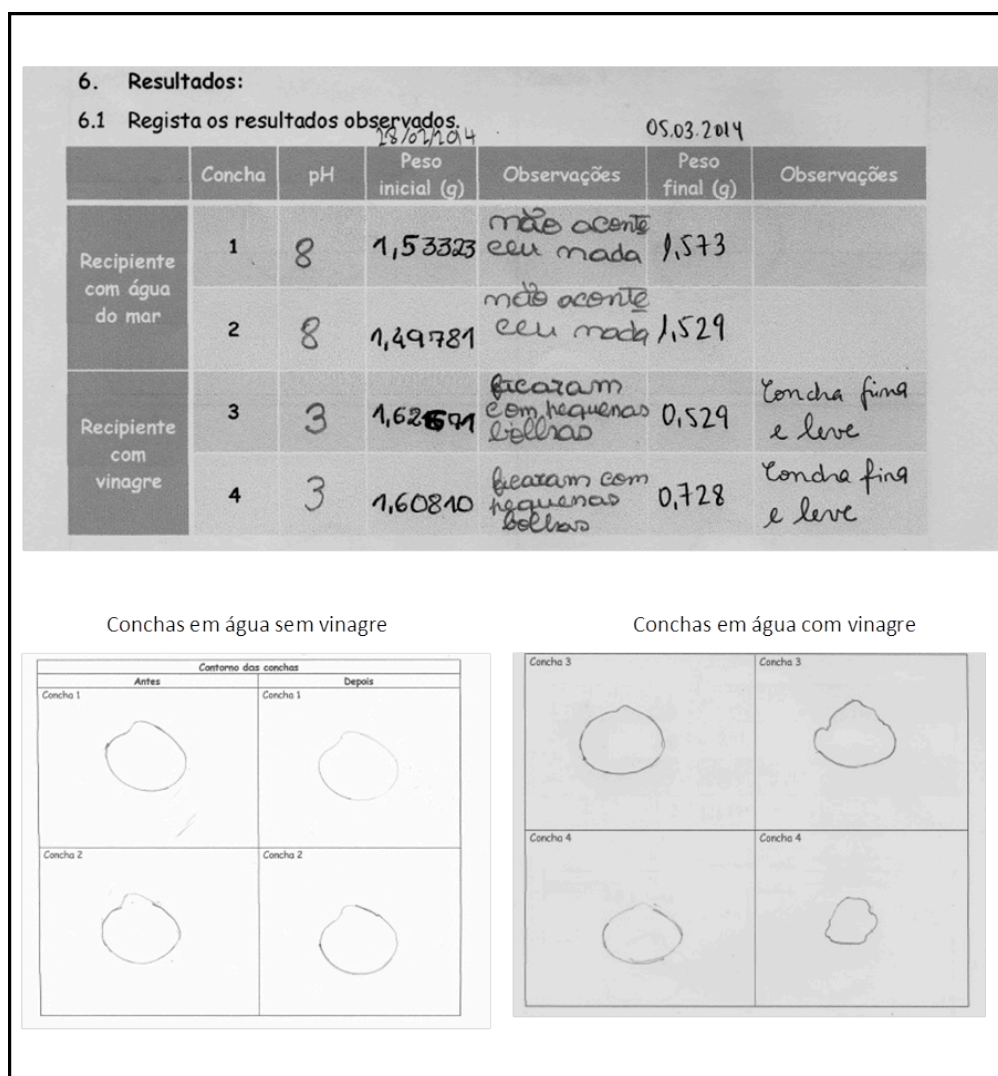 6. Resultados:
6.1 Regista os resultados observados.
28/02/2014 05.03.2014
Concha pH Peso inicial (g) Observações Peso final (g) Observações
Recipiente com água do mar
1 8 1,53323 não aconte
ceu nada 1,573
2 8 1,49781 não aconte
ceu nada 1,529
Recipiente com vinagre
3 3 ficaram
com pequenas
bolhas 0,529 Concha fina
e leve
4 3 1,60810 ficaram com
pequenas
bolhas 0,728 Concha fina
e leve
Conchas em água sem vinagre
Contorno das conchas
Antes Depois
Concha 1 Concha 1
Concha 2 Concha 2
Conchas em água com vinagre
Concha 3 Concha 3
Concha 4 Concha 4